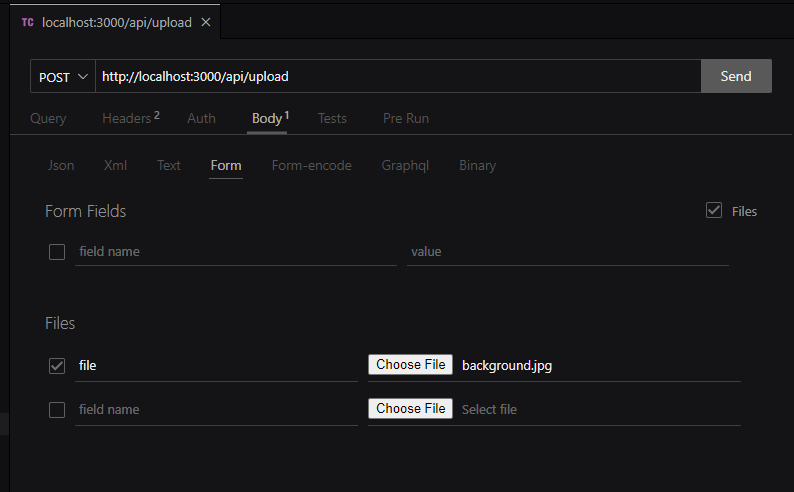 TC localhost:3000/api/upload ×
POST http://localhost:3000/api/upload Send
Query Headers 2 Auth Body 1 Tests Pre Run
Json Xml Text Form Form-encode Graphql Binary
Form Fields Files
field name value
Files
file Choose File background.jpg
field name Choose File Select file